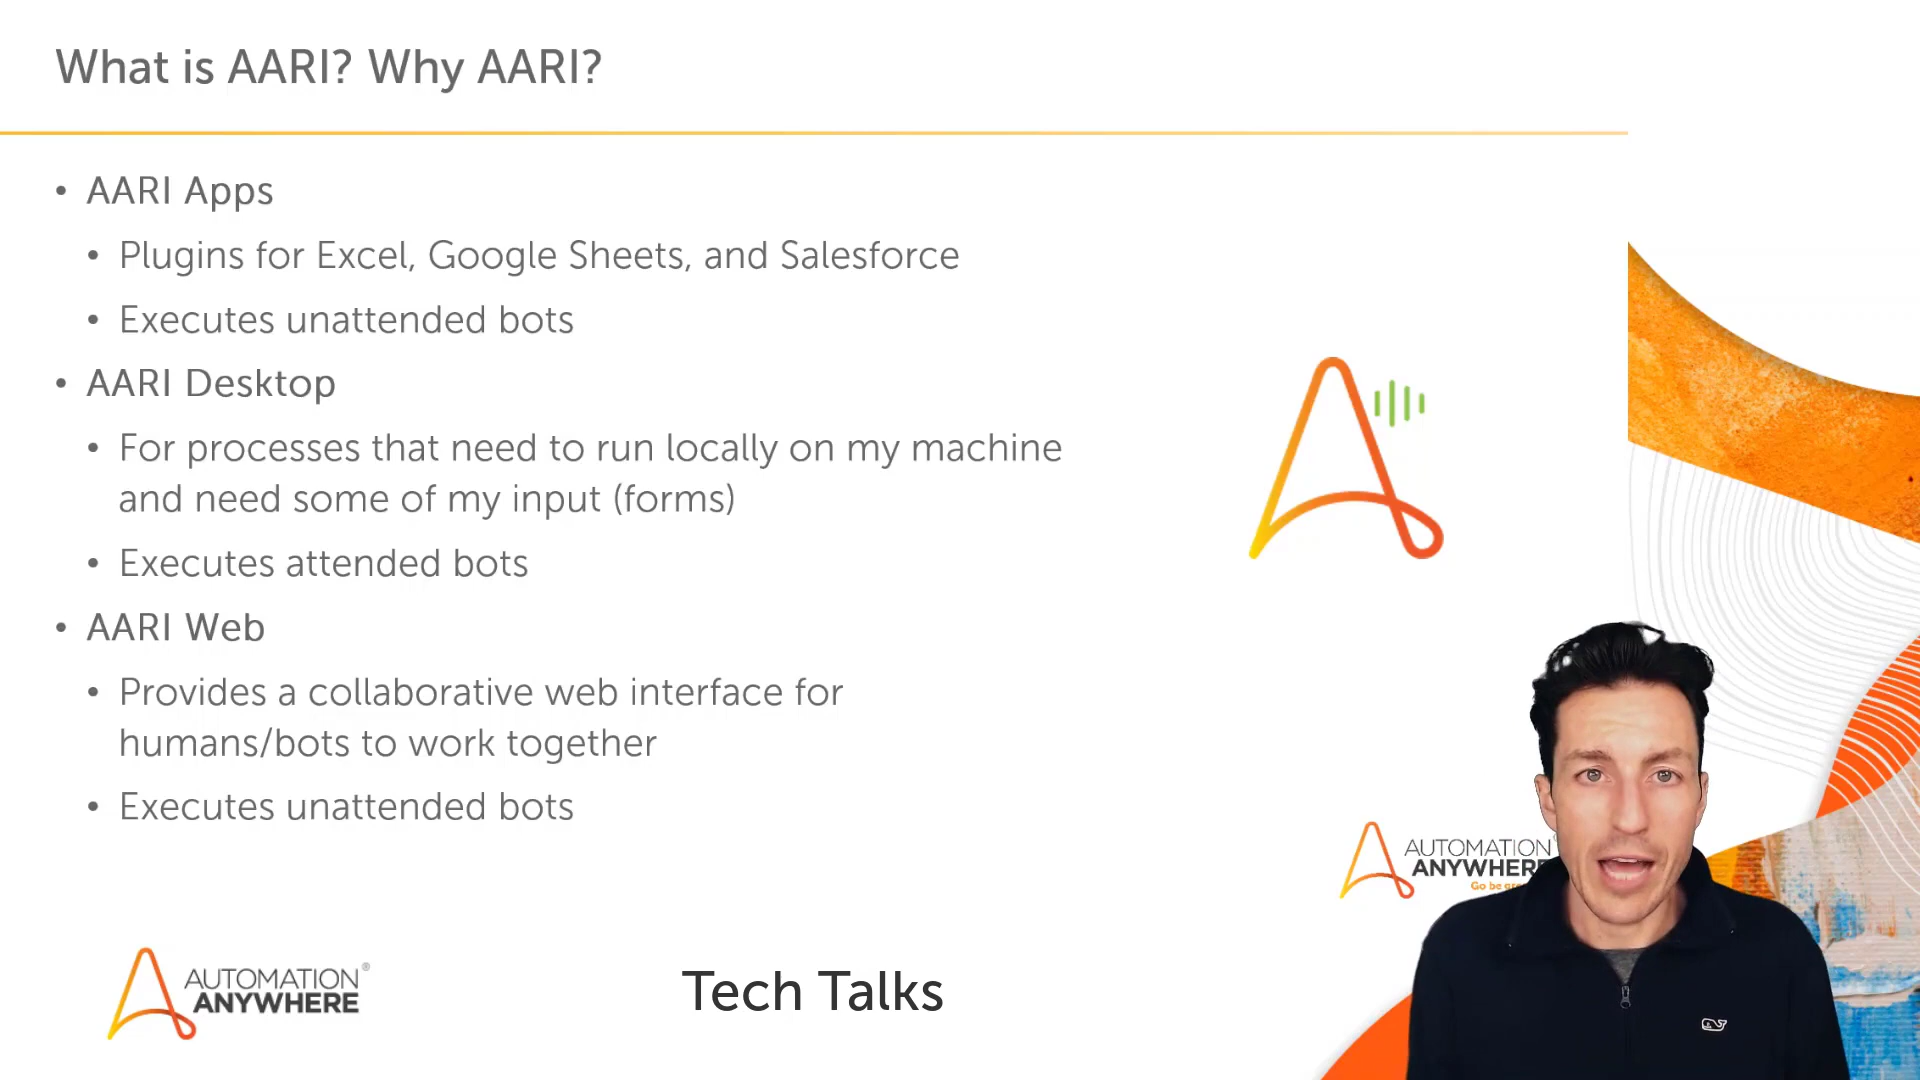 What is AARI? Why AARI?
• AARI Apps
• Plugins for Excel, Google Sheets, and Salesforce
• Executes unattended bots
• AARI Desktop
• For processes that need to run locally on my machine
and need some of my input (forms)
• Executes attended bots
• AARI Web
• Provides a collaborative web interface for
humans/bots to work together
• Executes unattended bots
AUTOMATION
ANYWHERE
Go be
AUTOMATION®
ANYWHERE
Tech Talks